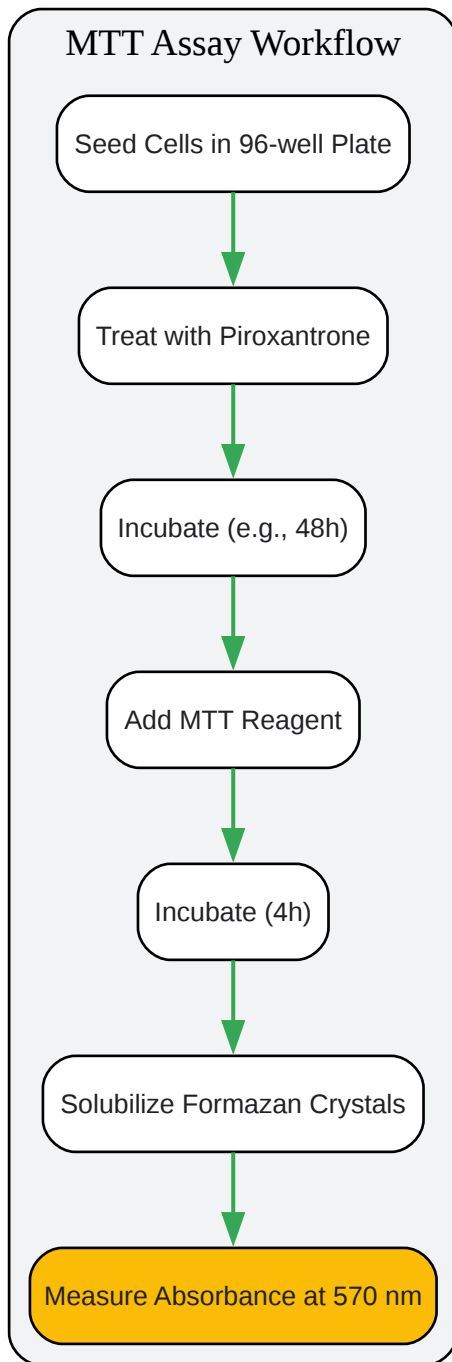 MTT Assay Workflow
Seed Cells in 96-well Plate
Treat with Piroxantrone
Incubate (e.g., 48h)
Add MTT Reagent
Incubate (4h)
Solubilize Formazan Crystals
Measure Absorbance at 570 nm